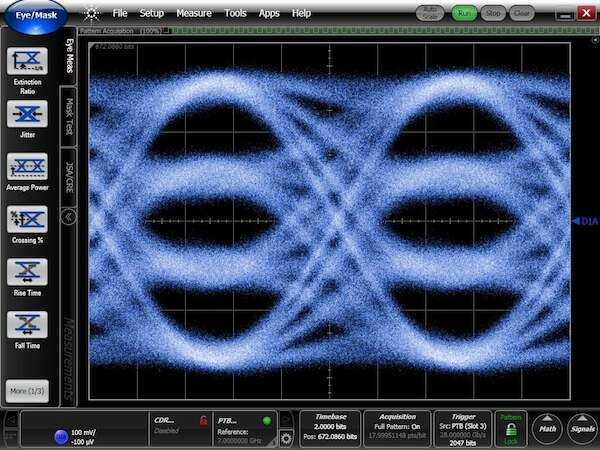 Eye/Mask
File Setup Measure Tools Apps Help
Auto
Scale
Run
Stop
Clear
Pattern Acquisition (100%)
672.0860 bits
Eye Meas
Mask Test
JSA/CRE
Extinction
Ratio
Jitter
Average Power
Crossing %
Rise Time
Fall Time
Measurements
More (1/3)
D1A
100 mV/
-100 µV
CDR...
Disabled
PTB...
Reference:
7.0000000 GHz
Timebase
2.0000 bits
Pos: 672.0860 bits
Acquisition
Full Pattern: On
17.99951148 pts/bit
Trigger
Src: PTB (Slot 3)
28.000000 Gb/s
2047 bits
Pattern
Lock
Math
Signals